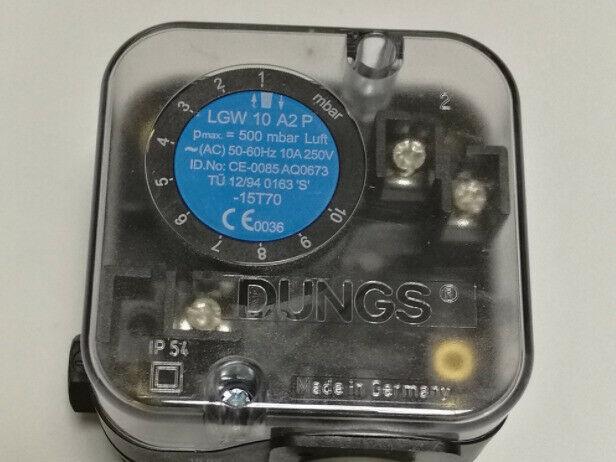 1
2
3
4
5
6
7
8
9
10
mbar
LGW 10 A2 P
pmax. = 500 mbar Luft
~(AC) 50-60Hz 10A 250V
ID.No: CE-0085 AQ0673
TÜ 12/94 0163 'S'
-15T70
CE 0036
2
DUNGS®
IP 54
Made in Germany